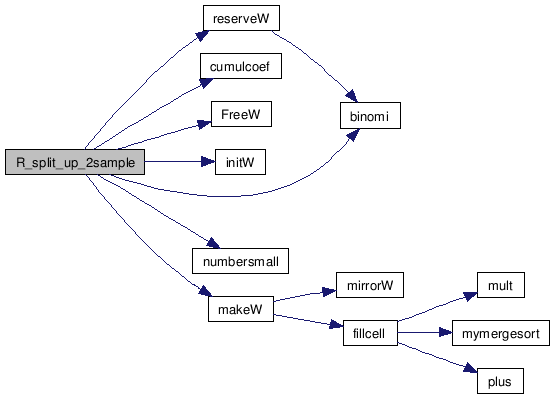 reserveW
cumulcoef
binomi
FreeW
R_split_up_2sample
initW
numbersmall
mirrorW
mult
makeW
fillcell
mymergesort
plus